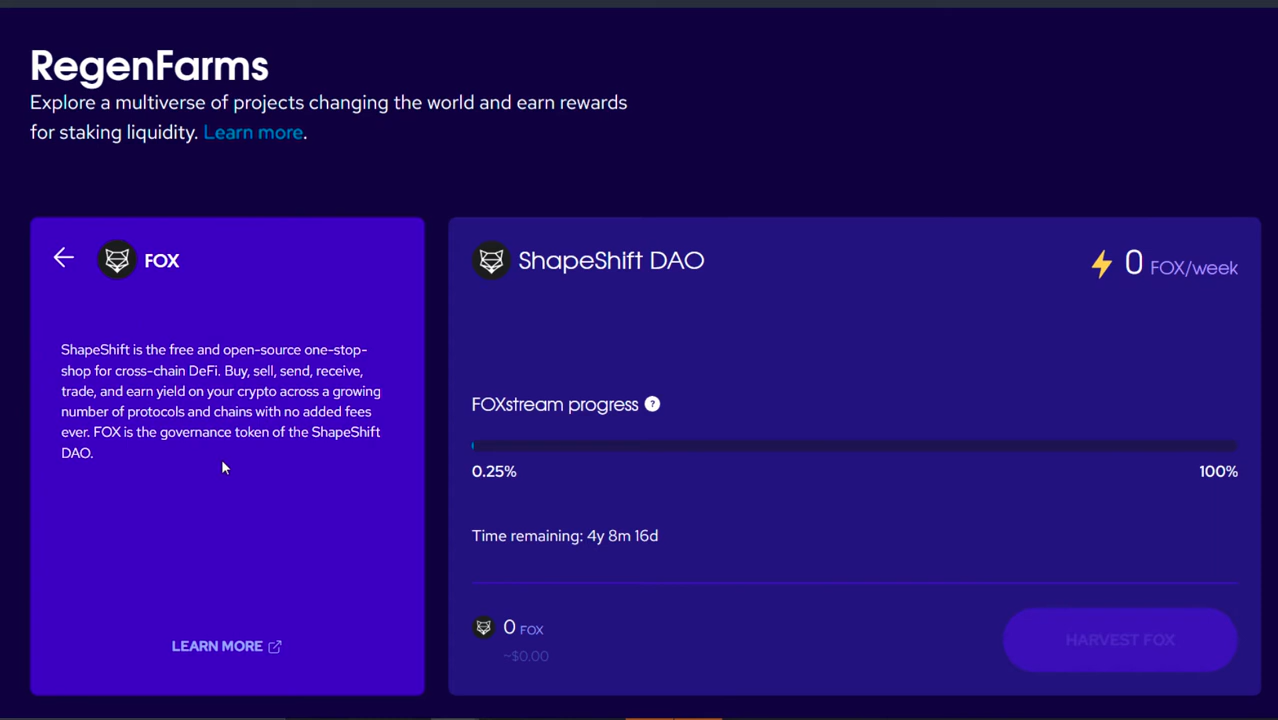 RegenFarms
Explore a multiverse of projects changing the world and earn rewards
for staking liquidity. Learn more.
FOX
ShapeShift is the free and open-source one-stop-
shop for cross-chain DeFi. Buy, sell, send, receive,
trade, and earn yield on your crypto across a growing
number of protocols and chains with no added fees
ever. FOX is the governance token of the ShapeShift
DAO.
LEARN MORE
ShapeShift DAO
0 FOX/week
FOXstream progress ?
0.25%
100%
Time remaining: 4y 8m 16d
0 FOX
~$0.00
HARVEST FOX